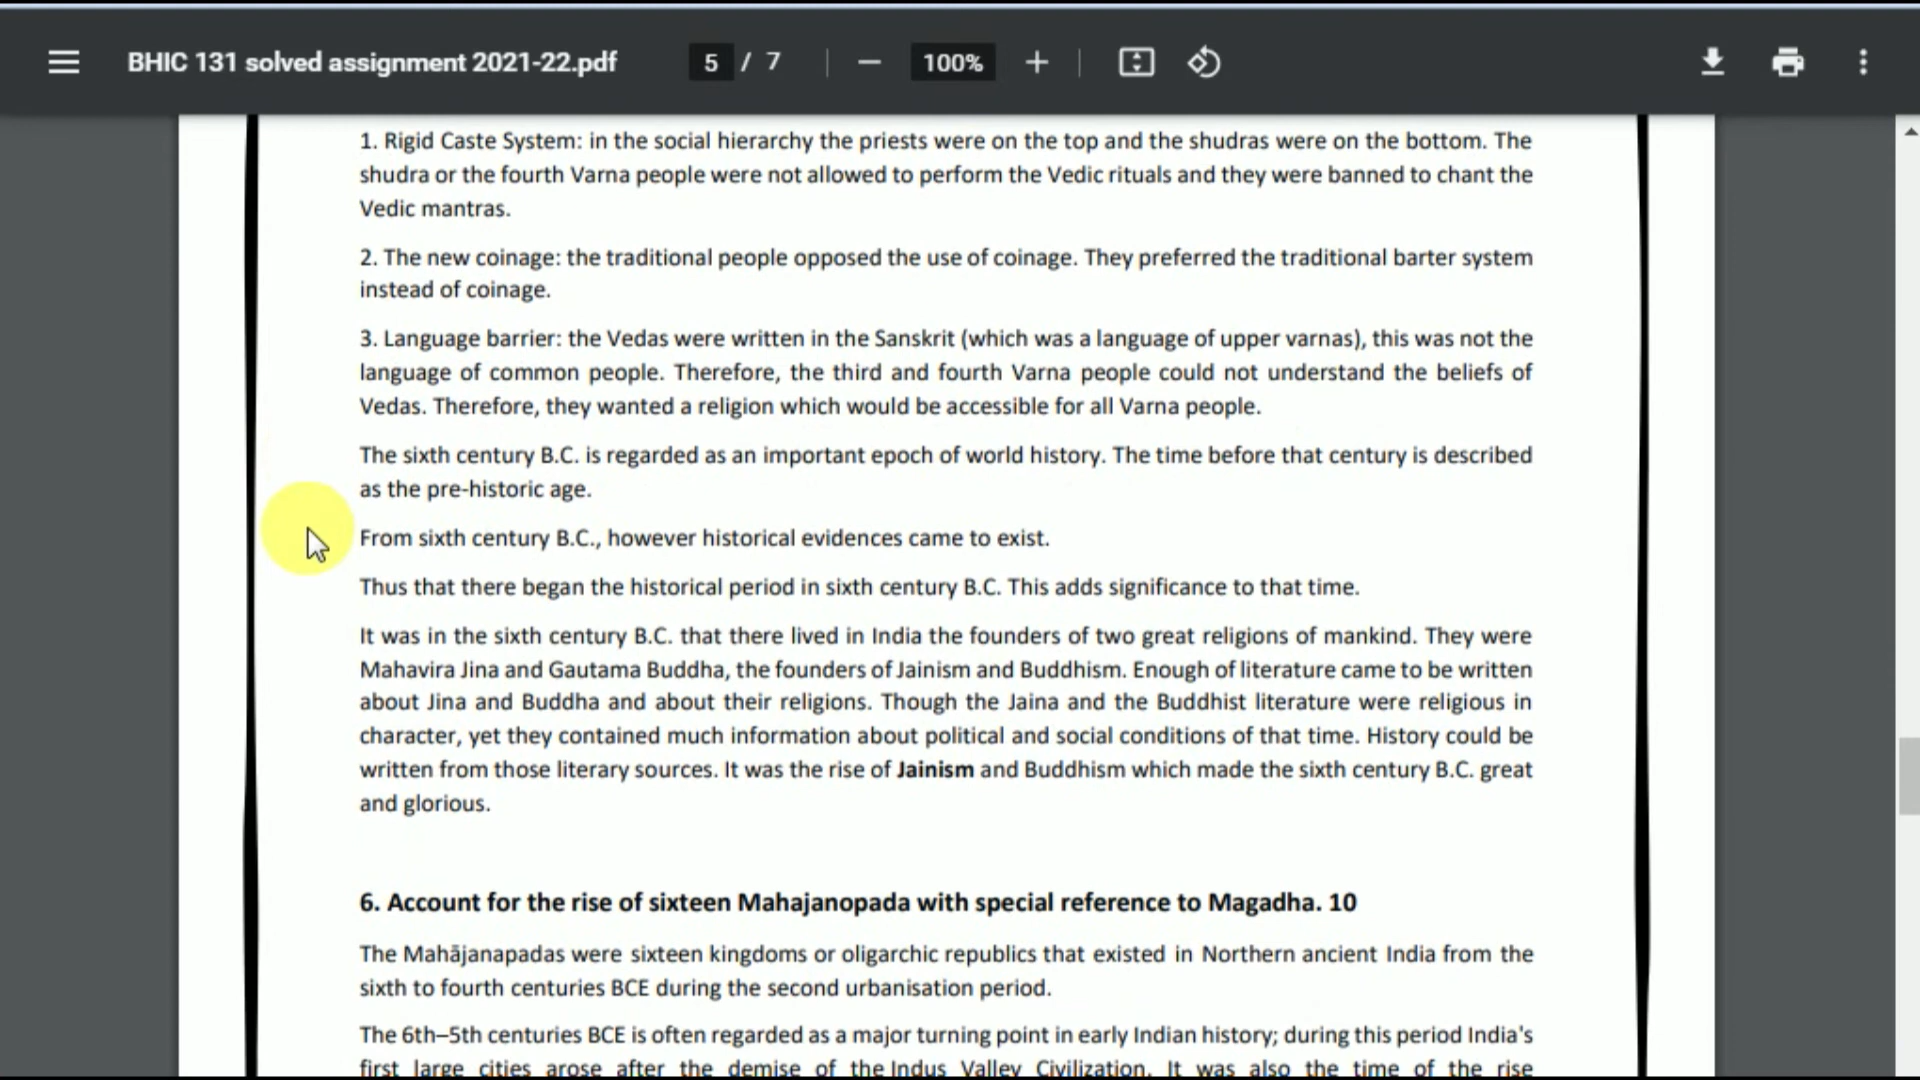 BHIC 131 solved assignment 2021-22.pdf 5 / 7 100%
1. Rigid Caste System: in the social hierarchy the priests were on the top and the shudras were on the bottom. The
shudra or the fourth Varna people were not allowed to perform the Vedic rituals and they were banned to chant the
Vedic mantras.
2. The new coinage: the traditional people opposed the use of coinage. They preferred the traditional barter system
instead of coinage.
3. Language barrier: the Vedas were written in the Sanskrit (which was a language of upper varnas), this was not the
language of common people. Therefore, the third and fourth Varna people could not understand the beliefs of
Vedas. Therefore, they wanted a religion which would be accessible for all Varna people.
The sixth century B.C. is regarded as an important epoch of world history. The time before that century is described
as the pre-historic age.
From sixth century B.C., however historical evidences came to exist.
Thus that there began the historical period in sixth century B.C. This adds significance to that time.
It was in the sixth century B.C. that there lived in India the founders of two great religions of mankind. They were
Mahavira Jina and Gautama Buddha, the founders of Jainism and Buddhism. Enough of literature came to be written
about Jina and Buddha and about their religions. Though the Jaina and the Buddhist literature were religious in
character, yet they contained much information about political and social conditions of that time. History could be
written from those literary sources. It was the rise of Jainism and Buddhism which made the sixth century B.C. great
and glorious.
6. Account for the rise of sixteen Mahajanopada with special reference to Magadha. 10
The Mahājanapadas were sixteen kingdoms or oligarchic republics that existed in Northern ancient India from the
sixth to fourth centuries BCE during the second urbanisation period.
The 6th–5th centuries BCE is often regarded as a major turning point in early Indian history; during this period India's
first large cities arose after the demise of the Indus Valley Civilization. It was also the time of the rise